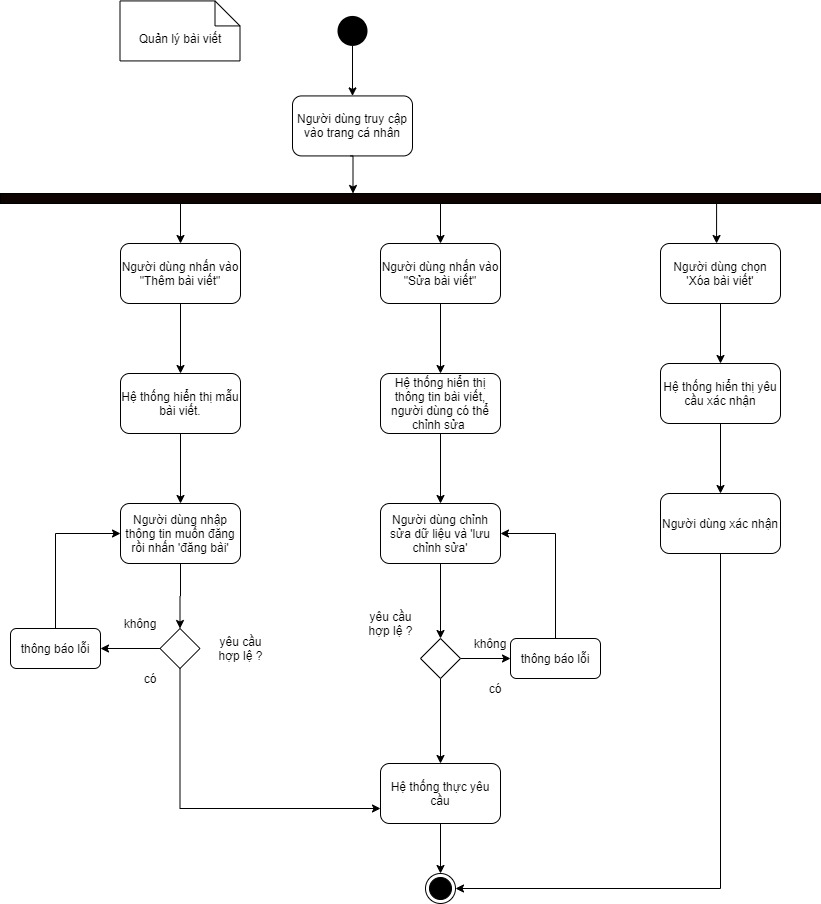 Quản lý bài viết
Người dùng truy cập
vào trang cá nhân
Người dùng nhấn vào
"Thêm bài viết"
Người dùng nhấn vào
"Sửa bài viết"
Người dùng chọn
'Xóa bài viết'
Hệ thống hiển thị mẫu
bài viết.
Hệ thống hiển thị
thông tin bài viết,
người dùng có thể
chỉnh sửa
Hệ thống hiển thị yêu
cầu xác nhận
Người dùng nhập
thông tin muốn đăng
rồi nhấn 'đăng bài'
Người dùng chỉnh
sửa dữ liệu và 'lưu
chỉnh sửa'
Người dùng xác nhận
không
thông báo lỗi
yêu cầu
hợp lệ ?
có
yêu cầu
hợp lệ ?
không
thông báo lỗi
có
Hệ thống thực yêu
cầu